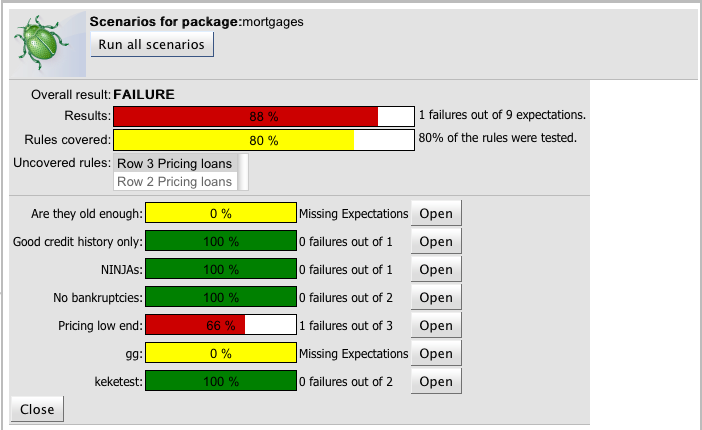 Scenarios for package:mortgages
Run all scenarios
Overall result: FAILURE
Results: 88 % 1 failures out of 9 expectations.
Rules covered: 80 % 80% of the rules were tested.
Uncovered rules: Row 3 Pricing loans
Row 2 Pricing loans
Are they old enough: 0 % Missing Expectations Open
Good credit history only: 100 % 0 failures out of 1 Open
NINJAs: 100 % 0 failures out of 1 Open
No bankruptcies: 100 % 0 failures out of 2 Open
Pricing low end: 66 % 1 failures out of 3 Open
gg: 0 % Missing Expectations Open
keketest: 100 % 0 failures out of 2 Open
Close